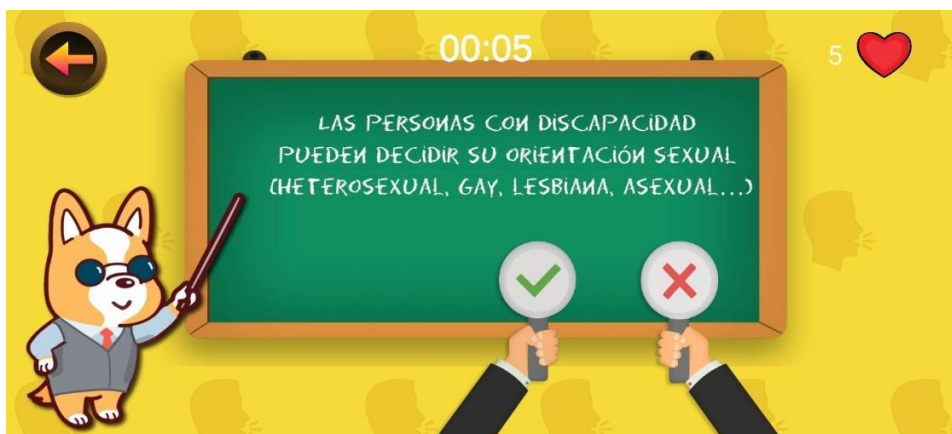 00:05
5
LAS PERSONAS CON DISCAPACIDAD
PUEDEN DECIDIR SU ORIENTACIÓN SEXUAL
(HETEROSEXUAL, GAY, LESBIANA, ASEXUAL...)